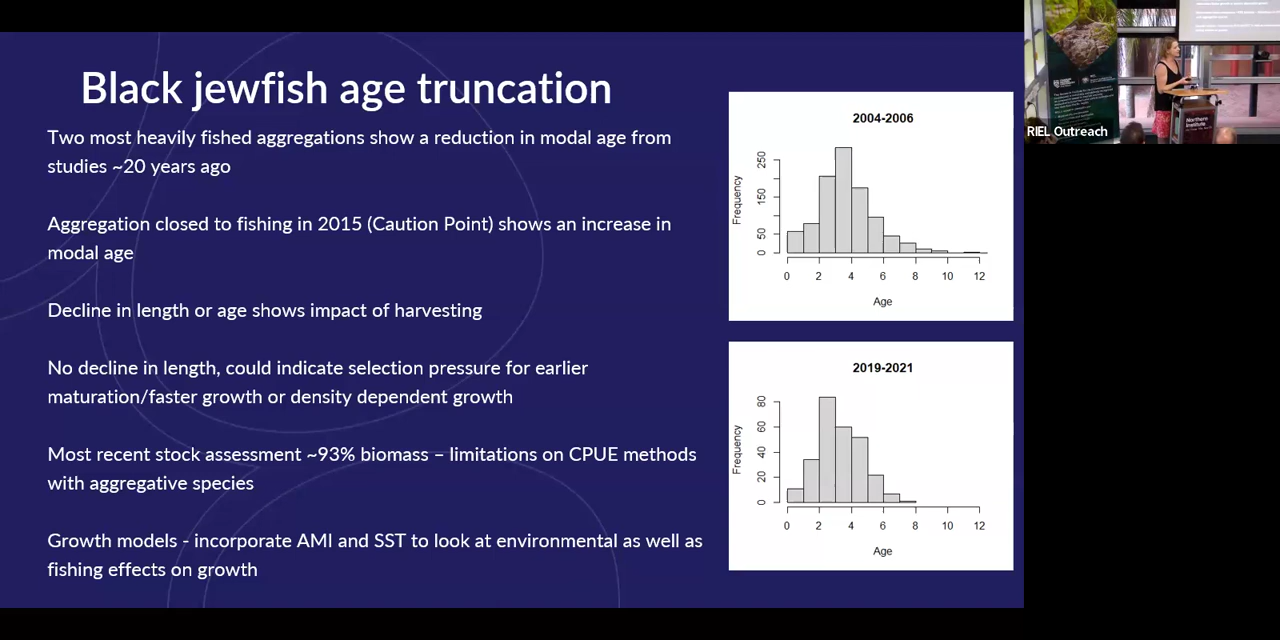 Black jewfish age truncation
Two most heavily fished aggregations show a reduction in modal age from
studies ~20 years ago
Aggregation closed to fishing in 2015 (Caution Point) shows an increase in
modal age
Decline in length or age shows impact of harvesting
No decline in length, could indicate selection pressure for earlier
maturation/faster growth or density dependent growth
Most recent stock assessment ~93% biomass – limitations on CPUE methods
with aggregative species
Growth models - incorporate AMI and SST to look at environmental as well as
fishing effects on growth
2004-2006
Frequency
250
150
50
0
0 2 4 6 8 10 12
Age
2019-2021
Frequency
80
60
40
20
0
0 2 4 6 8 10 12
Age
RIEL Outreach
Northern
Institute